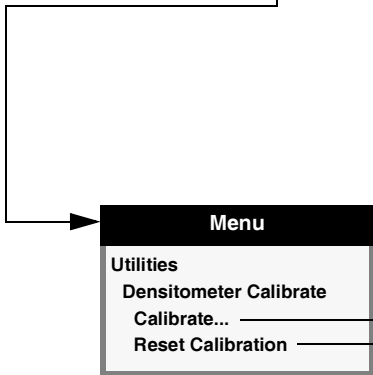 Menu
Utilities
Densitometer Calibrate
Calibrate...
Reset Calibration